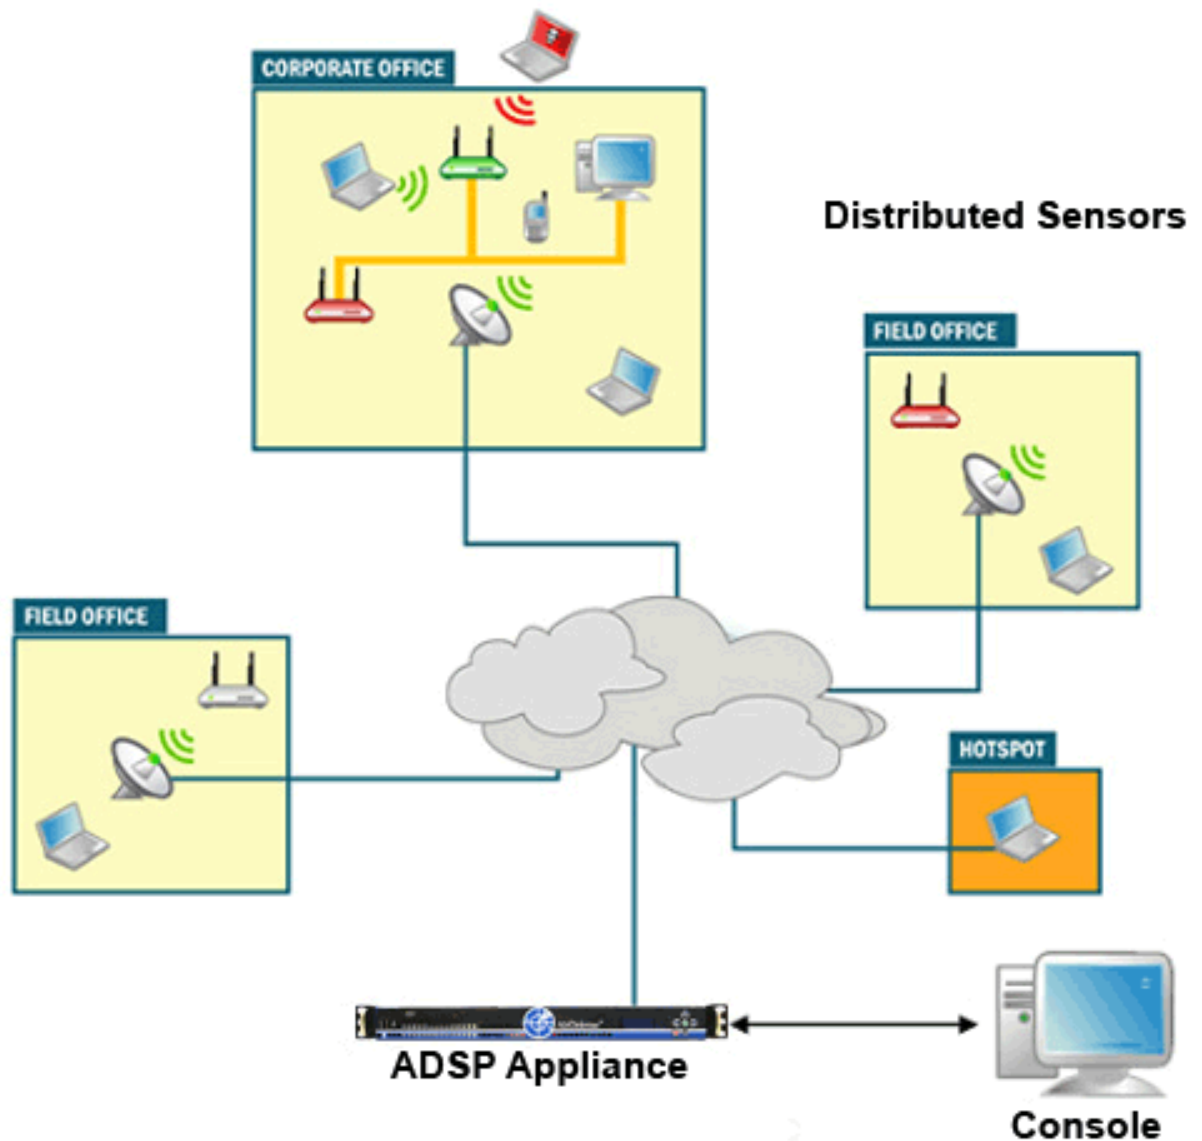 CORPORATE OFFICE
Distributed Sensors
FIELD OFFICE
FIELD OFFICE
HOTSPOT
ADSP Appliance
Console